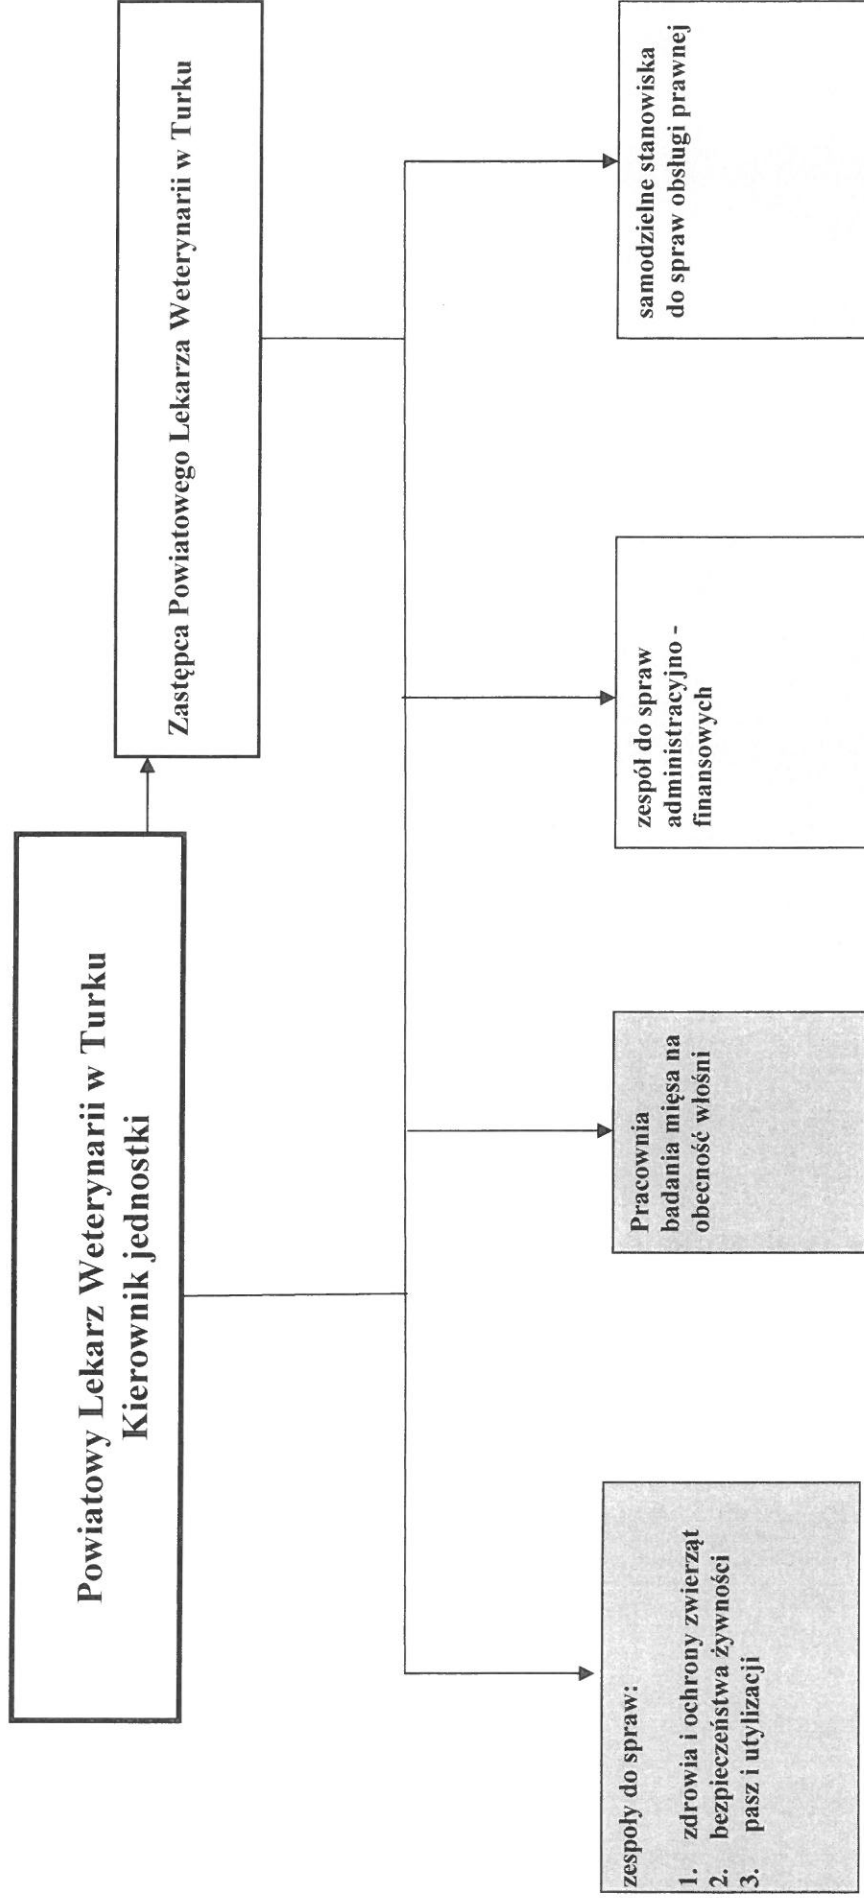 Powiatowy Lekarz Weterynarii w Turku
Kierownik jednostki
Zastępca Powiatowego Lekarza Weterynarii w Turku
zespoły do spraw:
1. zdrowia i ochrony zwierząt
2. bezpieczeństwa żywności
3. pasz i utylizacji
Pracownia
badania mięsa na
obecność włośni
zespół do spraw
administracyjno -
finansowych
samodzielne stanowiska
do spraw obsługi prawnej